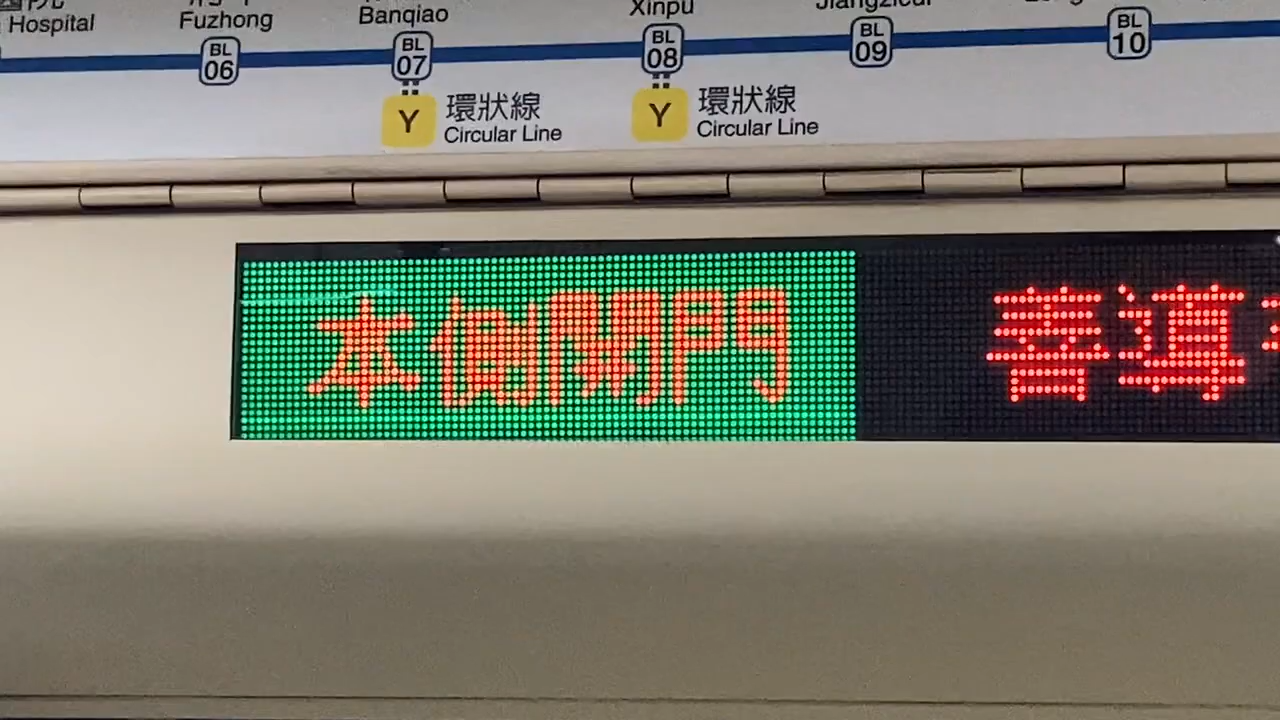 Hospital
Fuzhong
Banqiao
Xinpu
BL 06
BL 07
BL 08
BL 09
BL 10
Y 環狀線
Circular Line
Y 環狀線
Circular Line
本側開門
善導